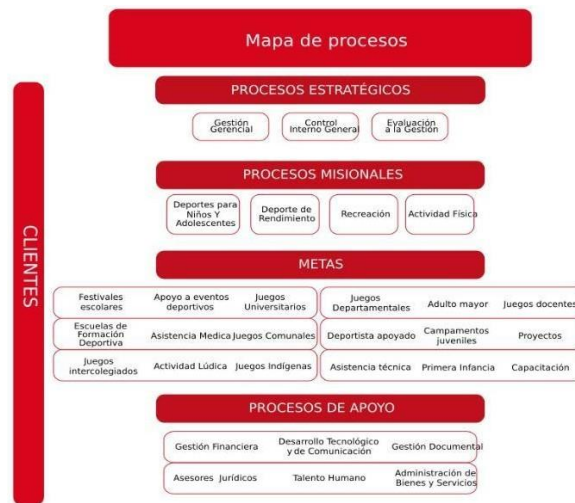 Mapa de procesos
CLIENTES
PROCESOS ESTRATÉGICOS
Gestión
Gerencial
Control
Interno General
Evaluación
a la Gestión
PROCESOS MISIONALES
Deportes para
Niños Y
Adolescentes
Deporte de
Rendimiento
Recreación
Actividad Física
METAS
Festivales
escolares
Apoyo a eventos
deportivos
Juegos
Universitarios
Juegos
Departamentales
Adulto mayor
Juegos docentes
Escuelas de
Formación
Deportiva
Asistencia Medica
Juegos Comunales
Deportista apoyado
Campamentos
juveniles
Proyectos
Juegos
intercolegiados
Actividad Lúdica
Juegos Indígenas
Asistencia técnica
Primera Infancia
Capacitación
PROCESOS DE APOYO
Gestión Financiera
Desarrollo Tecnológico
y de Comunicación
Gestión Documental
Asesores Jurídicos
Talento Humano
Administración de
Bienes y Servicios